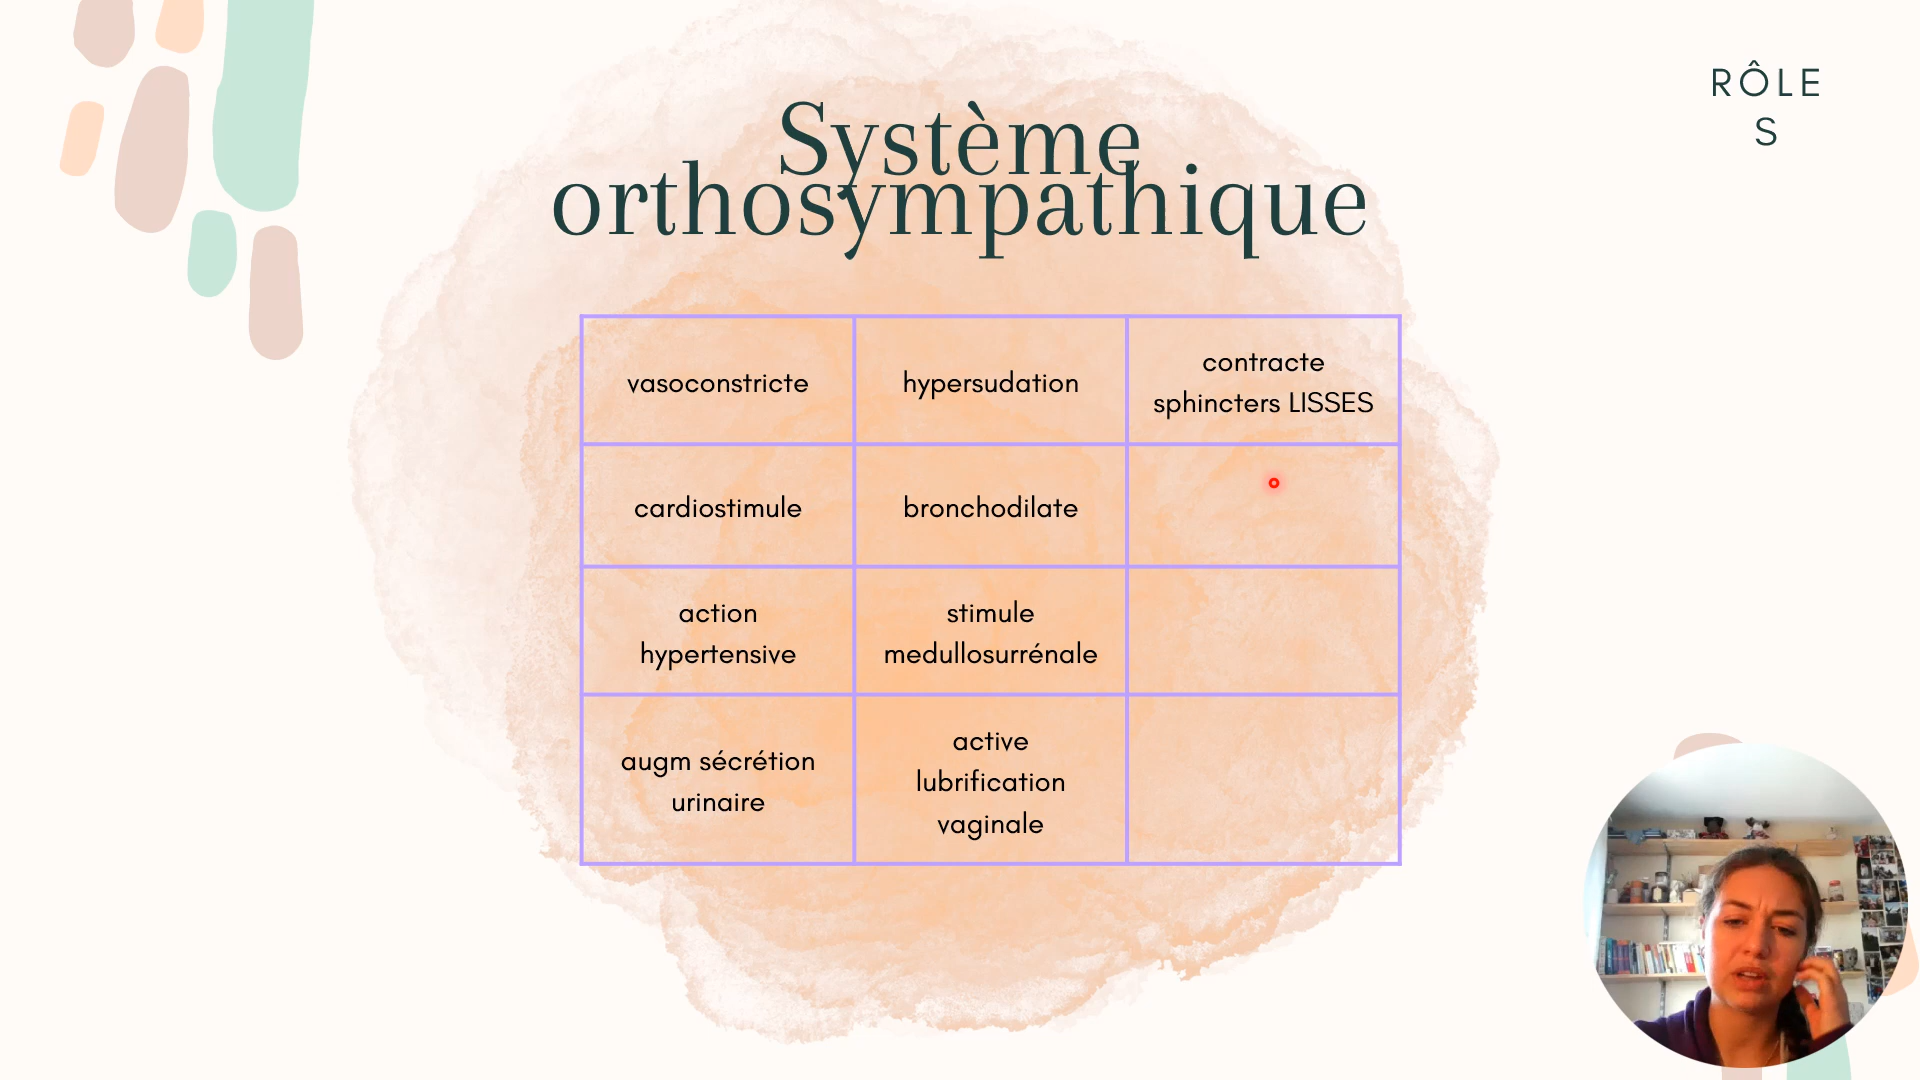 RÔLE
S
Système
orthosympathique
vasoconstricte
hypersudation
contracte
sphincters LISSES
cardiostimule
bronchodilate
action
hypertensive
stimule
medullosurrénale
augm sécrétion
urinaire
active
lubrification
vaginale